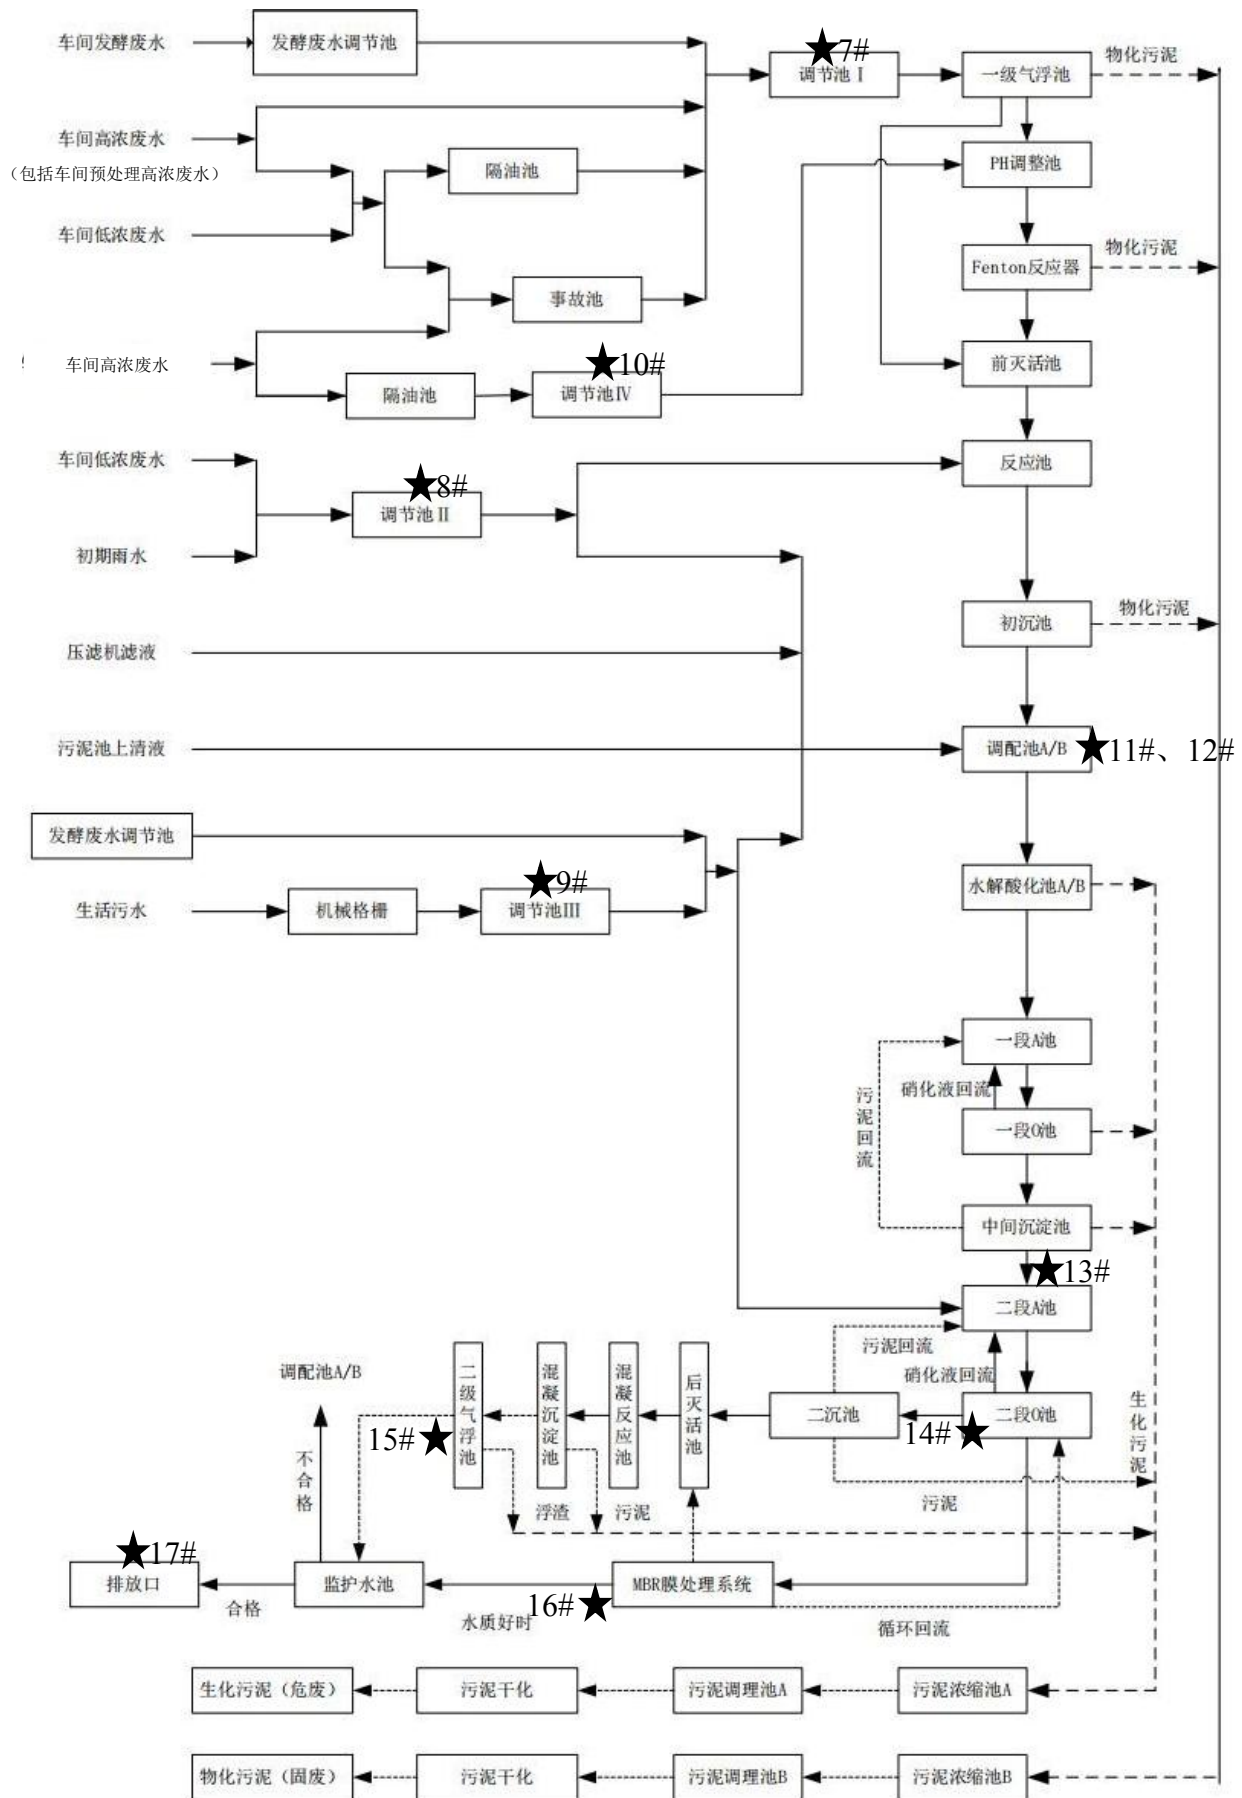 车间发酵废水
发酵废水调节池
★7#
调节池Ⅰ
一级气浮池
物化污泥
车间高浓废水
(包括车间预处理高浓废水)
隔油池
PH调整池
车间低浓废水
物化污泥
Fenton反应器
事故池
前灭活池
车间高浓废水
★10#
隔油池
调节池Ⅳ
车间低浓废水
反应池
★8#
调节池Ⅱ
初期雨水
物化污泥
初沉池
压滤机滤液
污泥池上清液
调配池A/B
★11#、12#
发酵废水调节池
★9#
水解酸化池A/B
生活污水
机械格栅
调节池Ⅲ
一段A池
硝化液回流
污泥回流
一段O池
中间沉淀池
★13#
二段A池
污泥回流
调配池A/B
硝化液回流
二级气浮池
混凝沉淀池
混凝反应池
后灭活池
二沉池
二段O池
生化污泥
15#★
14#★
不合格
浮渣
污泥
污泥
★17#
排放口
监护水池
MBR膜处理系统
合格
16#★
水质好时
循环回流
生化污泥(危废)
污泥干化
污泥调理池A
污泥浓缩池A
物化污泥(固废)
污泥干化
污泥调理池B
污泥浓缩池B